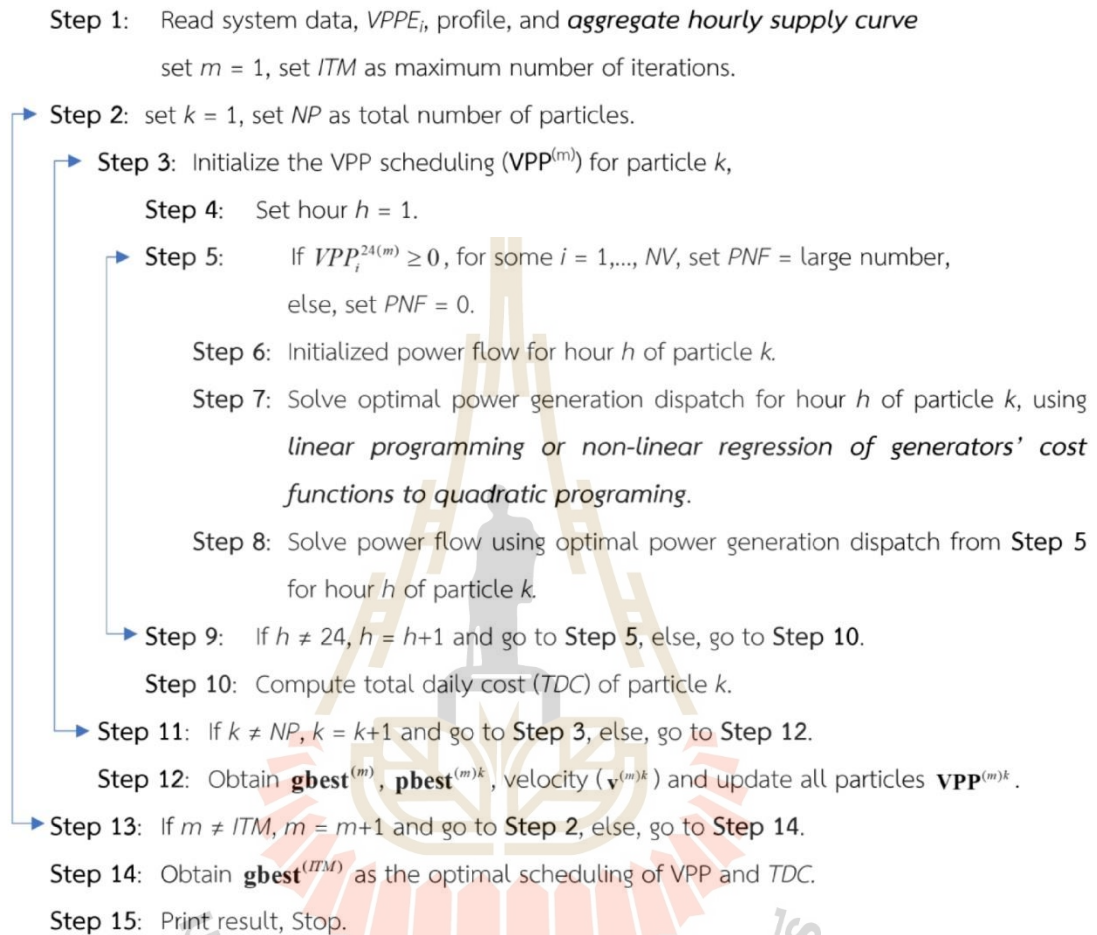 Step 1: Read system data, VPPEᵢ, profile, and aggregate hourly supply curve
set m = 1, set ITM as maximum number of iterations.
Step 2: set k = 1, set NP as total number of particles.
Step 3: Initialize the VPP scheduling (VPP⁽ᵐ⁾) for particle k,
Step 4: Set hour h = 1.
Step 5: If VPPᵢ²⁴⁽ᵐ⁾ ≥ 0, for some i = 1,..., NV, set PNF = large number,
else, set PNF = 0.
Step 6: Initialized power flow for hour h of particle k.
Step 7: Solve optimal power generation dispatch for hour h of particle k, using
linear programming or non-linear regression of generators' cost
functions to quadratic programing.
Step 8: Solve power flow using optimal power generation dispatch from Step 5
for hour h of particle k.
Step 9: If h ≠ 24, h = h+1 and go to Step 5, else, go to Step 10.
Step 10: Compute total daily cost (TDC) of particle k.
Step 11: If k ≠ NP, k = k+1 and go to Step 3, else, go to Step 12.
Step 12: Obtain gbest⁽ᵐ⁾, pbest⁽ᵐ⁾ᵏ, velocity (v⁽ᵐ⁾ᵏ) and update all particles VPP⁽ᵐ⁾ᵏ.
Step 13: If m ≠ ITM, m = m+1 and go to Step 2, else, go to Step 14.
Step 14: Obtain gbest⁽ᴵᵀᴹ⁾ as the optimal scheduling of VPP and TDC.
Step 15: Print result, Stop.